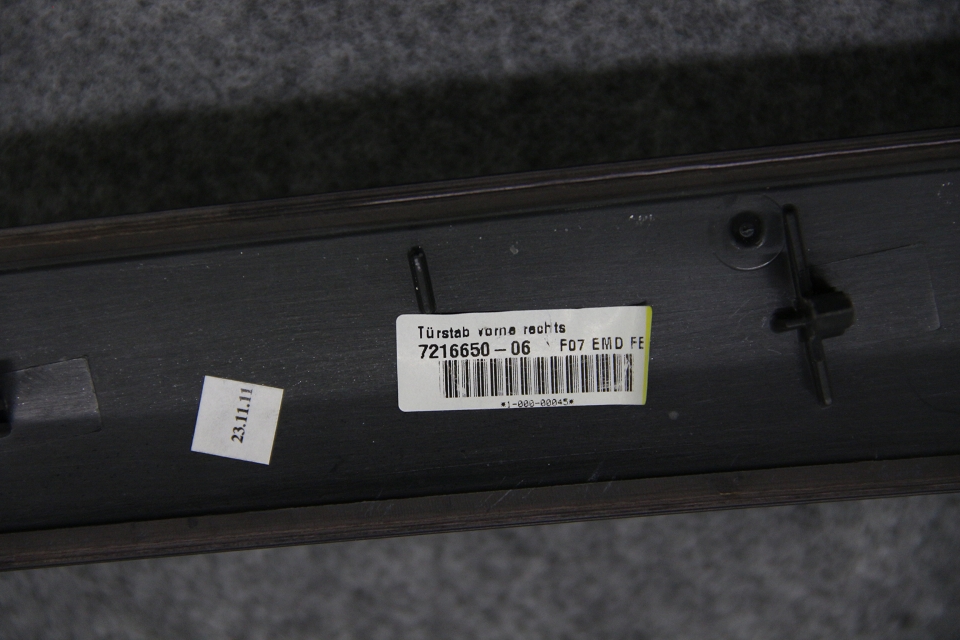 Türstab vorne rechts
7216650-06 F07 EMD FE
*1-000-00045*
23.11.11